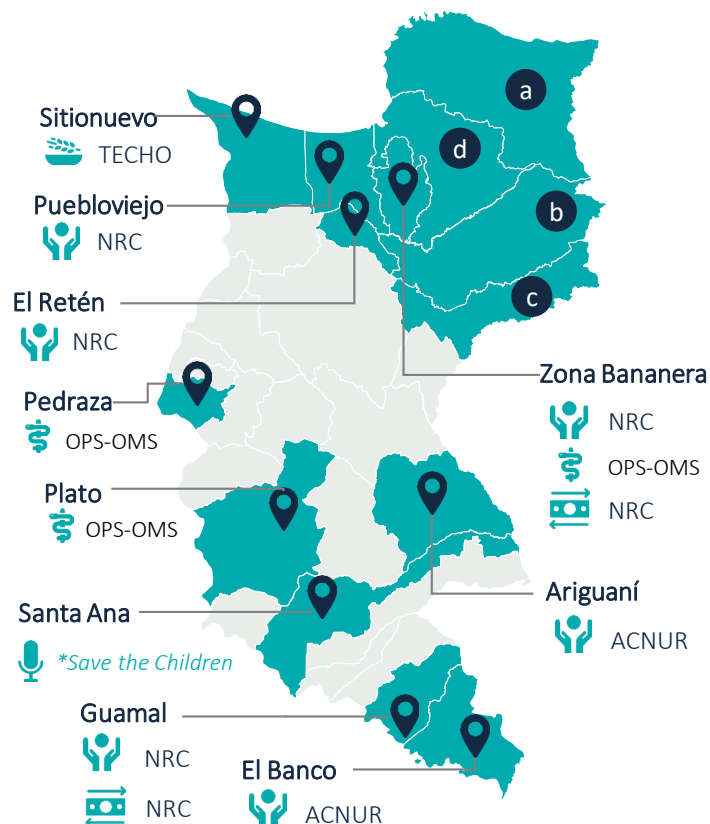 a
d
b
c
Sitionuevo
TECHO
Puebloviejo
NRC
El Retén
NRC
Pedraza
OPS-OMS
Plato
OPS-OMS
Santa Ana
*Save the Children
Guamal
NRC
NRC
El Banco
ACNUR
Zona Bananera
NRC
OPS-OMS
NRC
Ariguaní
ACNUR